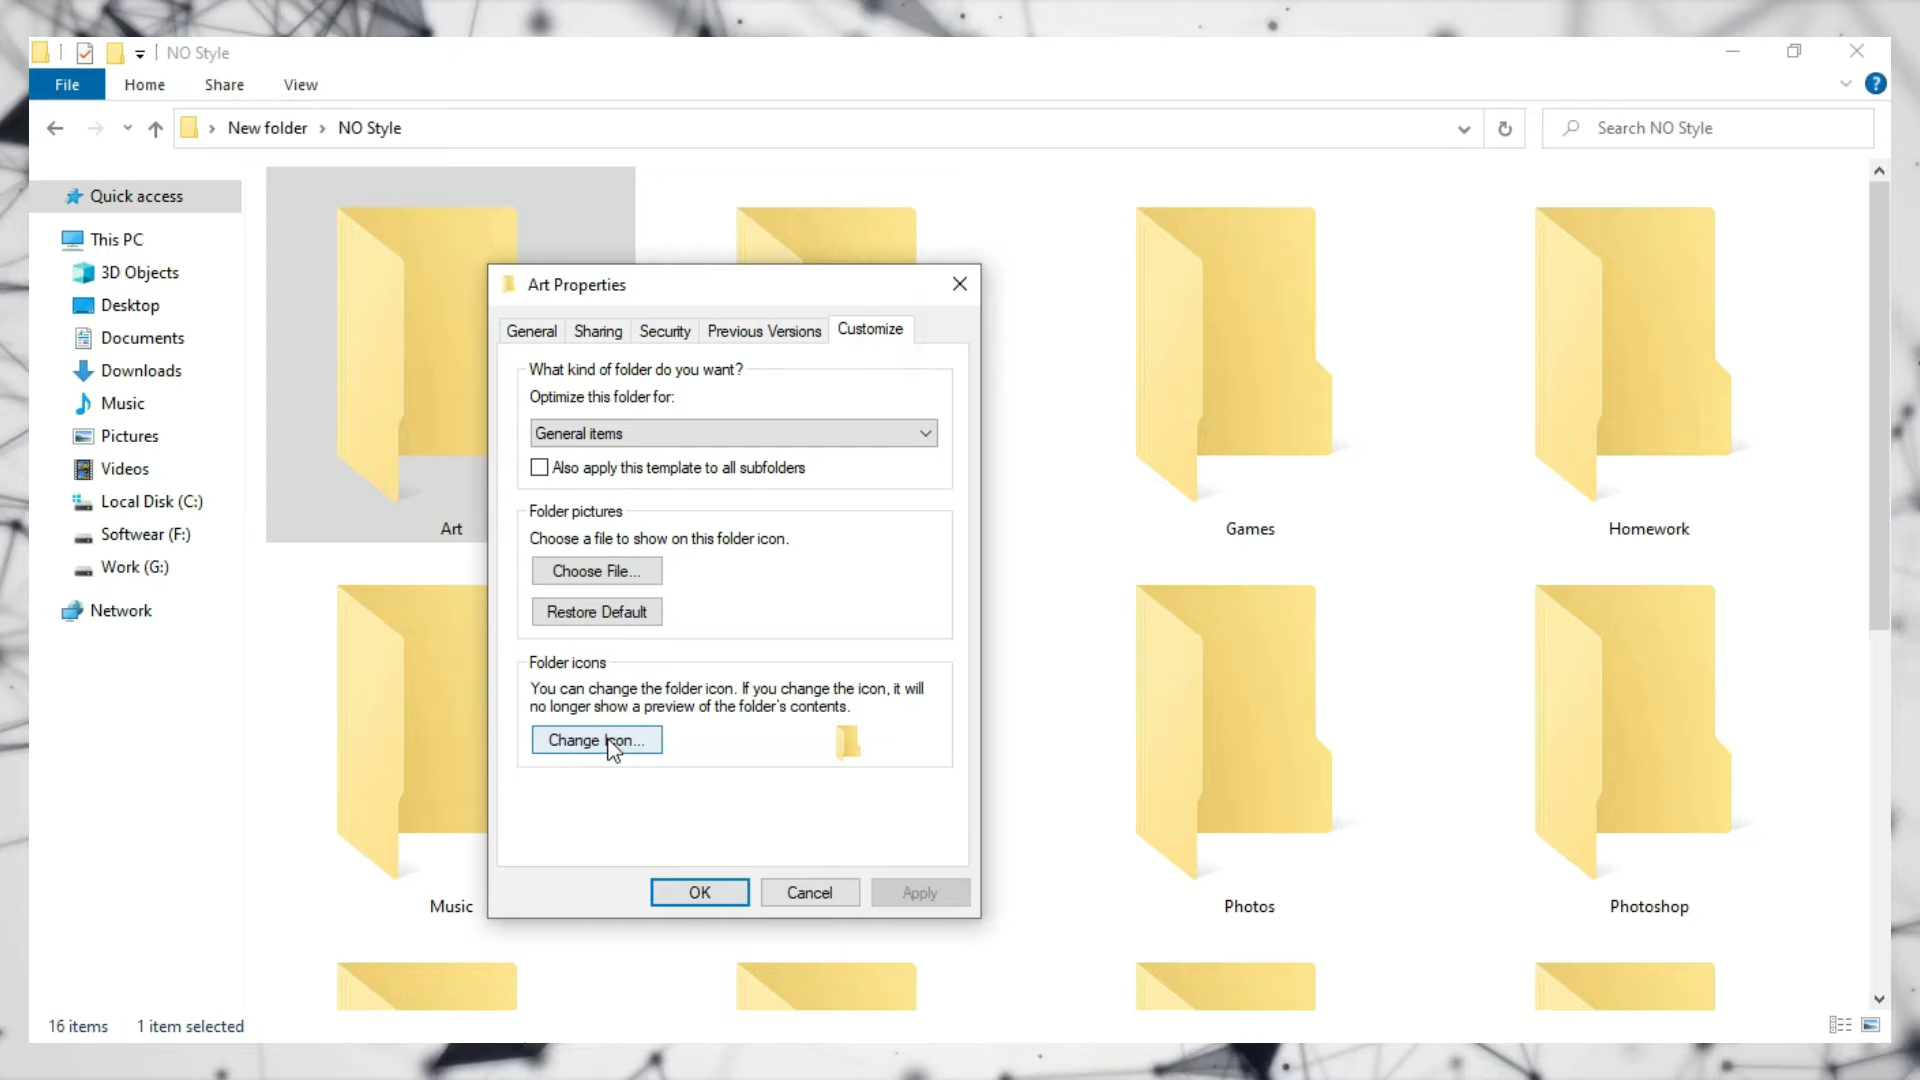 NO Style
File Home Share View
New folder > NO Style
Search NO Style
Quick access
This PC
3D Objects
Desktop
Documents
Downloads
Music
Pictures
Videos
Local Disk (C:)
Softwear (F:)
Work (G:)
Network
Art
Games
Homework
Music
Photos
Photoshop
Art Properties
General Sharing Security Previous Versions Customize
What kind of folder do you want?
Optimize this folder for:
General items
Also apply this template to all subfolders
Folder pictures
Choose a file to show on this folder icon.
Choose File...
Restore Default
Folder icons
You can change the folder icon. If you change the icon, it will
no longer show a preview of the folder's contents.
Change Icon...
OK Cancel Apply
16 items 1 item selected